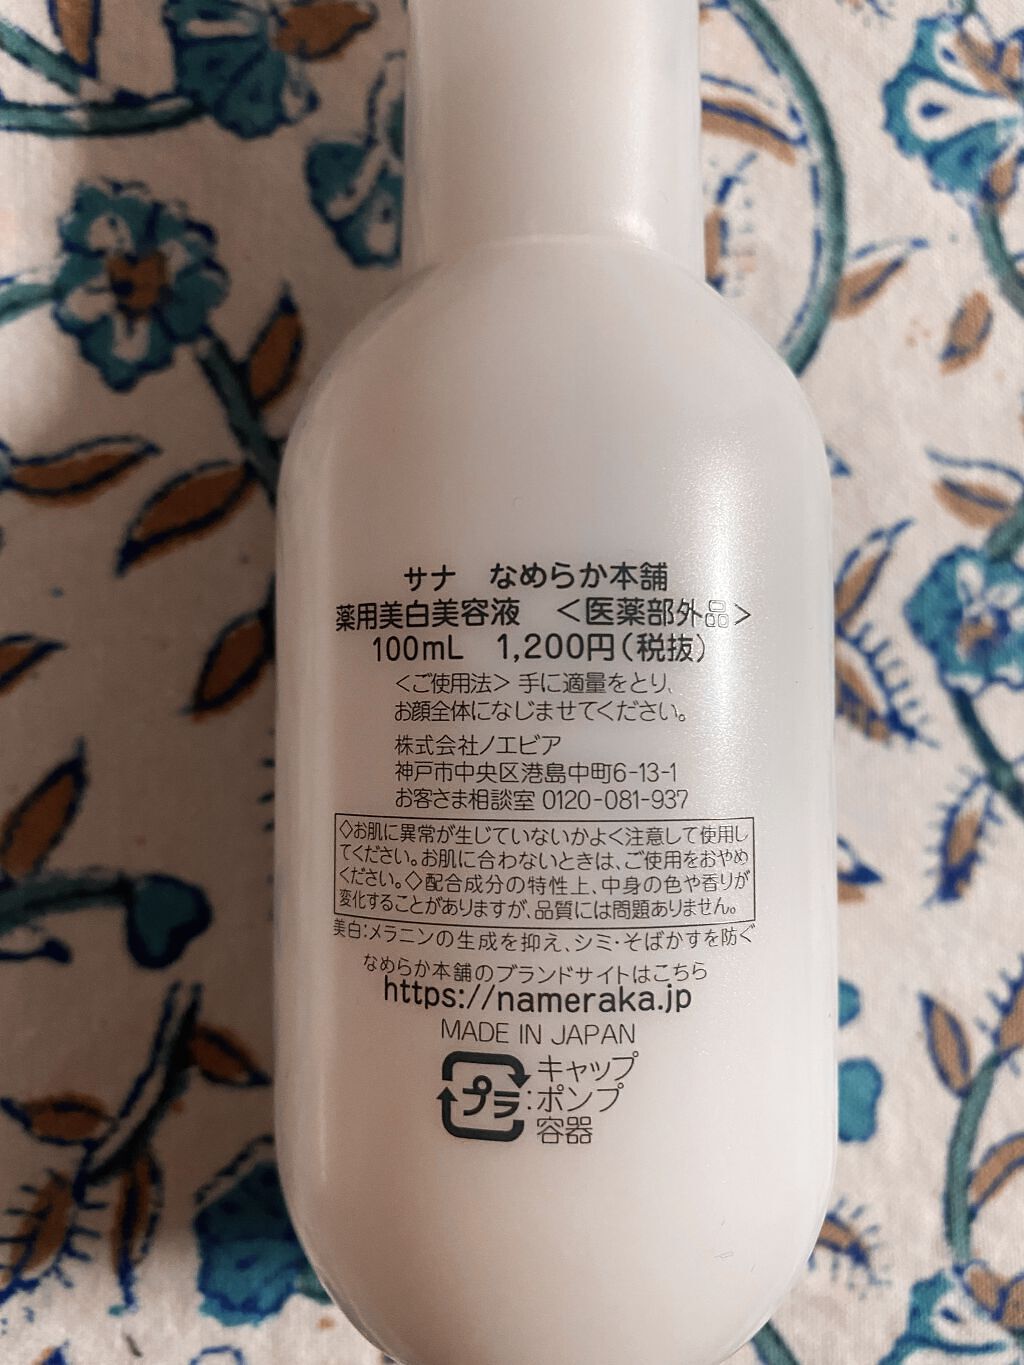 サナ なめらか本舗
薬用美白美容液 <医薬部外品>
100mL 1,200円(税抜)
<ご使用法> 手に適量をとり、
お顔全体になじませてください。
株式会社ノエビア
神戸市中央区港島中町6-13-1
お客さま相談室 0120-081-937
◇お肌に異常が生じていないかよく注意して使用し
てください。お肌に合わないときは、ご使用をおやめ
ください。◇配合成分の特性上、中身の色や香りが
変化することがありますが、品質には問題ありません。
美白:メラニンの生成を抑え、シミ・そばかすを防ぐ
なめらか本舗のブランドサイトはこちら
https://nameraka.jp
MADE IN JAPAN
キャップ
プラ:ポンプ
容器